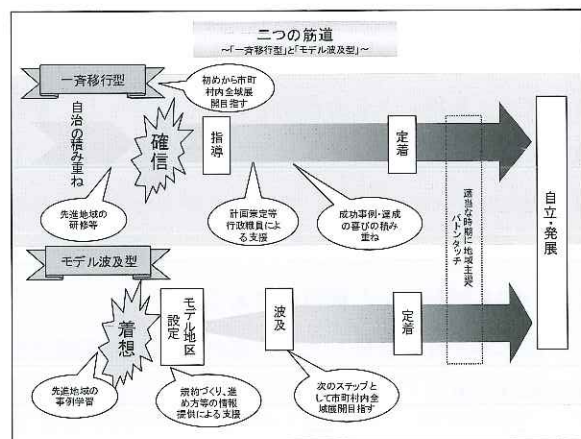 二つの筋道
～「一斉移行型」と「モデル波及型」～
一斉移行型
初めから市町
村内全域展
開目指す
自治の積み重ね
確信
指導
定着
先進地域の
研修等
計画策定等
行政職員によ
る支援
成功事例・達成
の喜びの積み
重ね
適当な時期に地域主導へ
バトンタッチ
自立・発展
モデル波及型
着想
モデル地区
設定
波及
定着
先進地域の
事例学習
規約づくり、進
め方等の情報
提供による支援
次のステップと
して市町村内全
域展開目指す